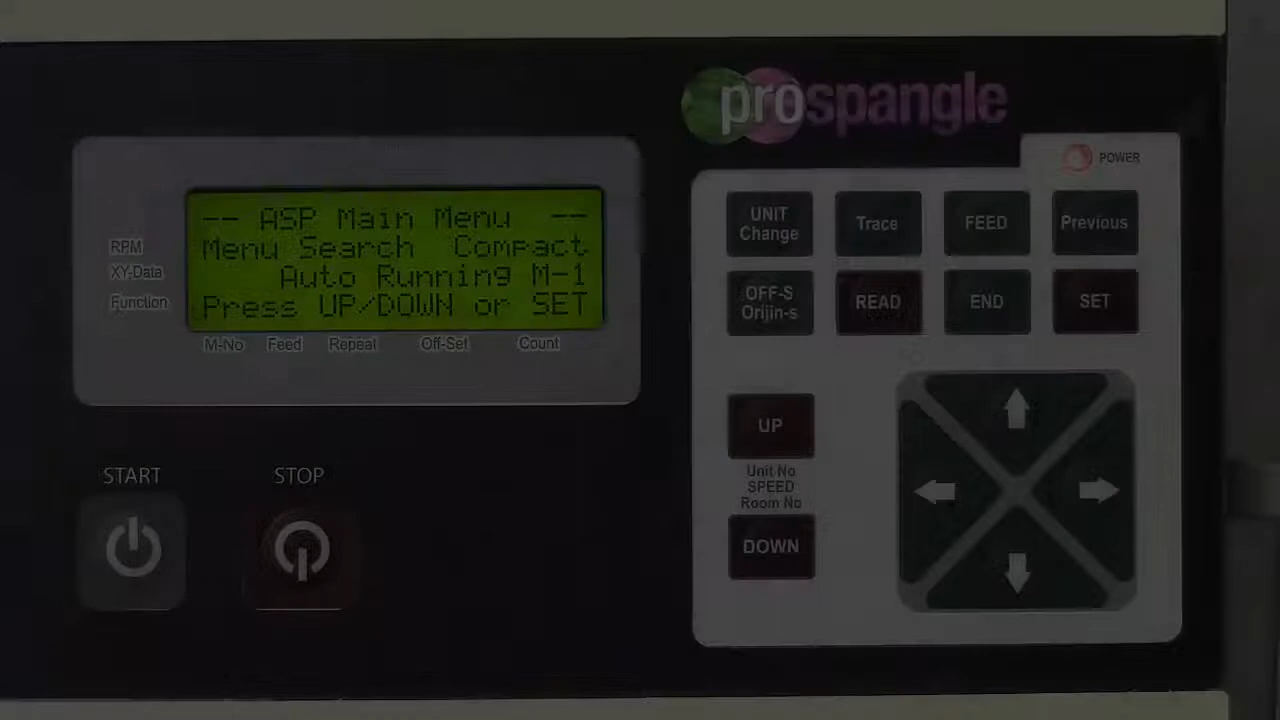 prospangle
POWER
-- ASP Main Menu --
Menu Search Compact
Auto Running M-1
Press UP/DOWN or SET
RPM
XY-Data
Function
M-No Feed Repeat Off-Set Count
UNIT
Change
Trace
FEED
Previous
OFF-S
Orijin-s
READ
END
SET
UP
Unit No
SPEED
Room No
DOWN
START
STOP